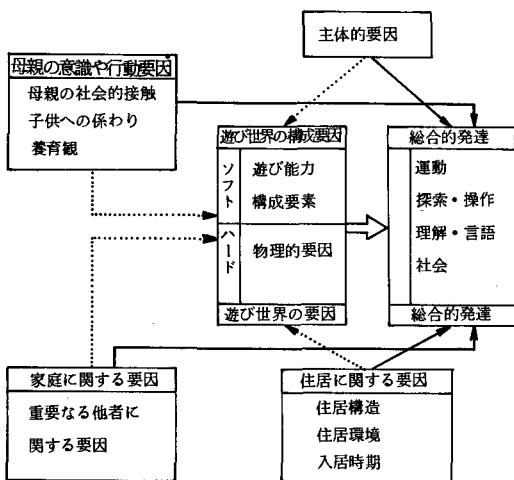 主体的要因
母親の意識や行動要因
母親の社会的接触
子供への係わり
養育観
遊び世界の構成要因
ソフト
遊び能力
構成要素
ハード
物理的要因
遊び世界の要因
総合的発達
運動
探索・操作
理解・言語
社会
総合的発達
家庭に関する要因
重要なる他者に
関する要因
住居に関する要因
住居構造
住居環境
入居時期